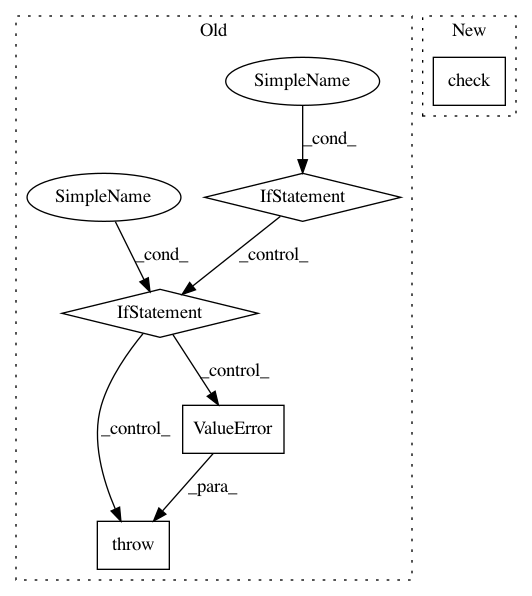 Old
New
SimpleName
check
_cond_
SimpleName
IfStatement
_cond_
_control_
IfStatement
_control_
_control_
ValueError
_para_
throw